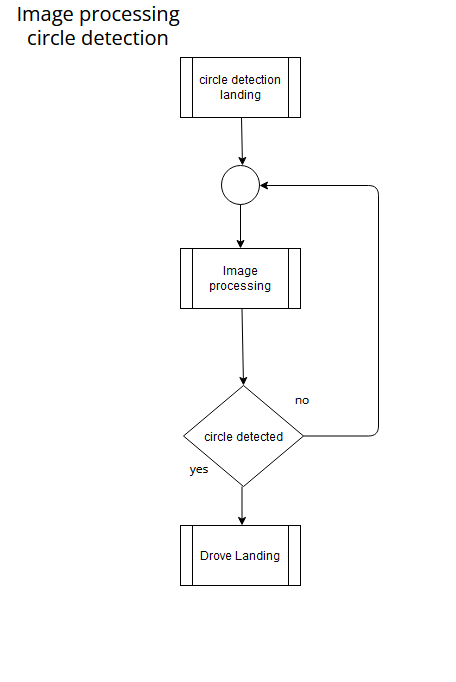 Image processing
circle detection
circle detection
landing
Image
processing
no
circle detected
yes
Drove Landing